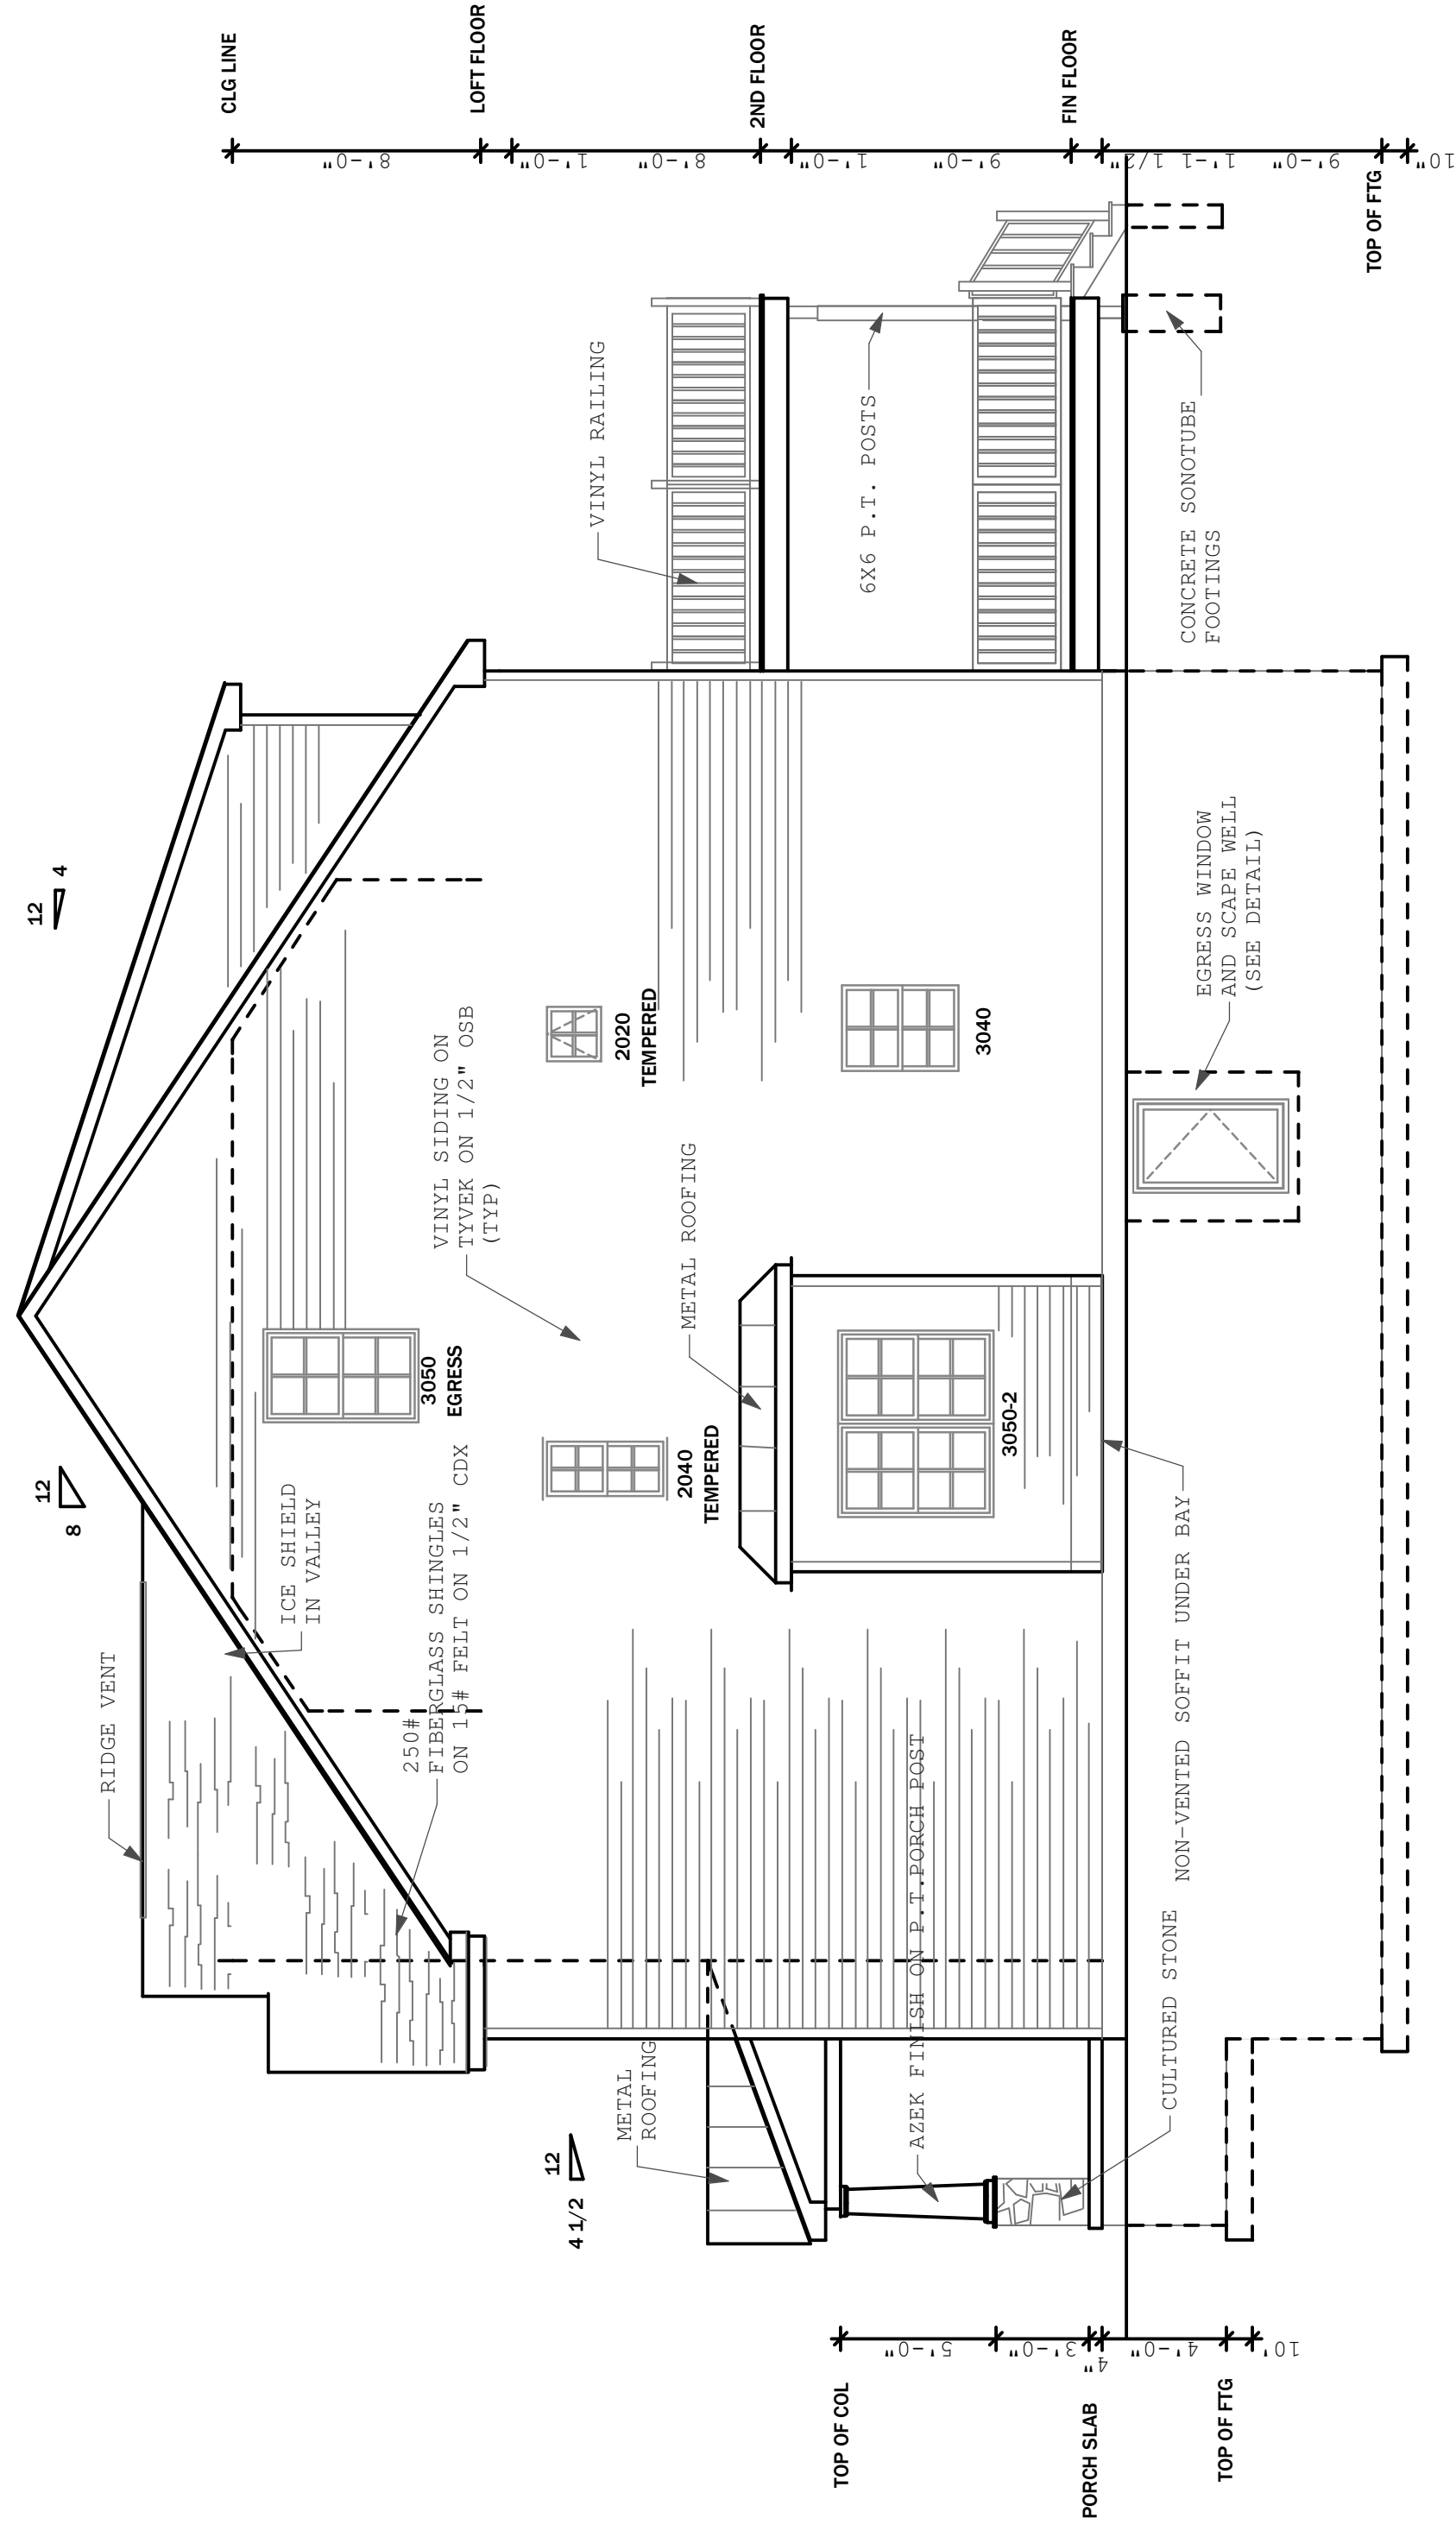 12
4
12
8
RIDGE VENT
ICE SHIELD
IN VALLEY
250#
FIBERGLASS SHINGLES
ON 15# FELT ON 1/2" CDX
3050
EGRESS
VINYL SIDING ON
TYVEK ON 1/2" OSB
(TYP)
2020
TEMPERED
2040
TEMPERED
METAL ROOFING
3050-2
3040
VINYL RAILING
6X6 P.T. POSTS
CONCRETE SONOTUBE
FOOTINGS
EGRESS WINDOW
AND SCAPE WELL
(SEE DETAIL)
NON-VENTED SOFFIT UNDER BAY
CULTURED STONE
AZEK FINISH ON P.T.PORCH POST
METAL
ROOFING
12
4 1/2
TOP OF COL
5'-0"
3'-0"
4"
PORCH SLAB
4'-0"
TOP OF FTG
10'
CLG LINE
8'-0"
LOFT FLOOR
1'-0"
8'-0"
2ND FLOOR
1'-0"
9'-0"
FIN FLOOR
1'-1 1/2"
9'-0"
TOP OF FTG
10"